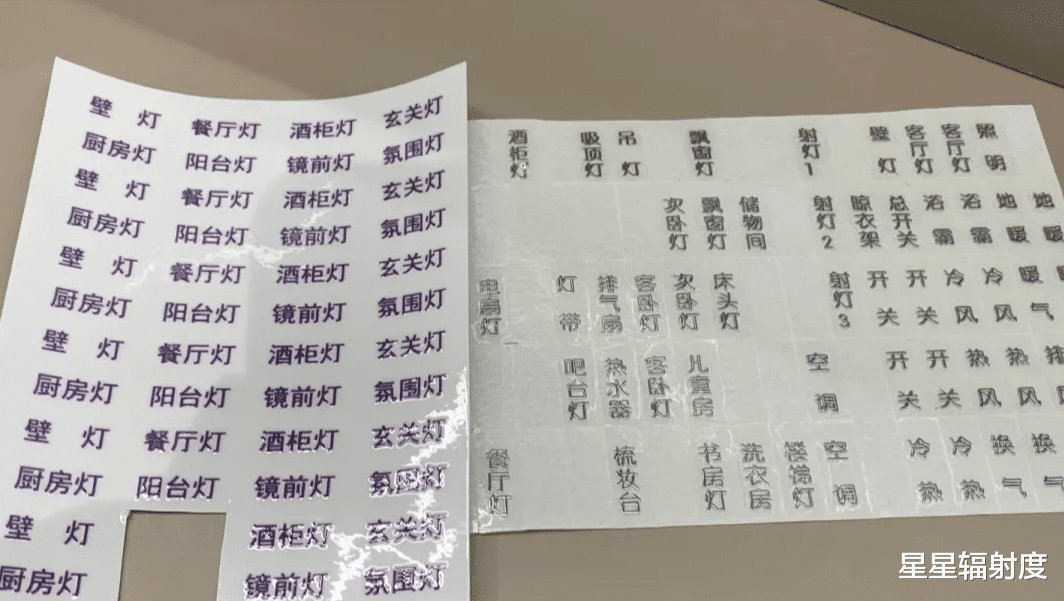 壁 灯 餐厅灯 酒柜灯 玄关灯
厨房灯 阳台灯 镜前灯 氛围灯
壁 灯 餐厅灯 酒柜灯 玄关灯
厨房灯 阳台灯 镜前灯 氛围灯
壁 灯 餐厅灯 酒柜灯 玄关灯
厨房灯 阳台灯 镜前灯 氛围灯
壁 灯 餐厅灯 酒柜灯 玄关灯
厨房灯 阳台灯 镜前灯 氛围灯
壁 灯 餐厅灯 酒柜灯 玄关灯
厨房灯 阳台灯 镜前灯 氛围灯
壁 灯 酒柜灯 玄关灯
厨房灯 镜前灯 氛围灯
酒柜灯 吸顶灯 吊灯 飘窗灯 射灯1 壁灯 客厅灯 客厅灯 照明
次卧灯 飘窗灯 储物间 射灯2 晾衣架 总开关 浴霸 浴霸 地暖 地暖
电扇灯 灯带 排气扇 客卧灯 次卧灯 床头灯 射灯3 开关 开关 冷风 冷风 暖气
吧台灯 热水器 客卧灯 儿童房 空调 开关 开关 热风 热风
餐厅灯 梳妆台 书房灯 洗衣房 楼梯灯 空调 冷热 冷热 换气 换气
星星辐射度